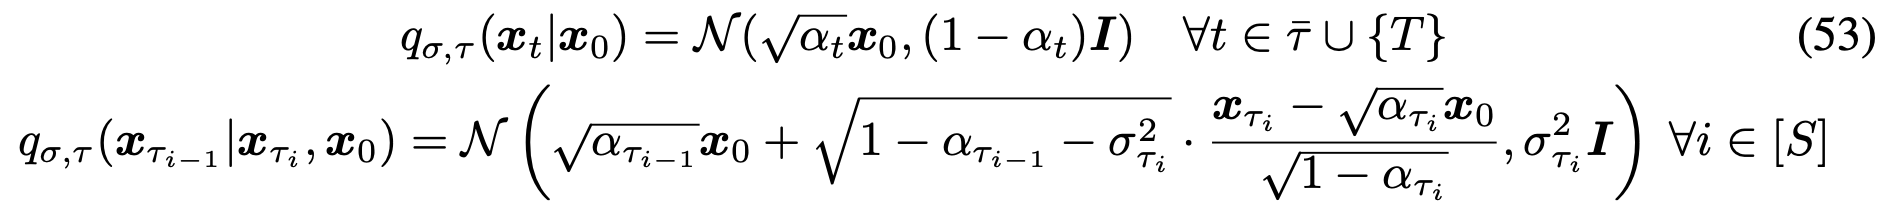 q_{σ,τ}(x_t|x_0) = 𝒩(√α_t x_0, (1 − α_t)I) ∀t ∈ τ̄ ∪ {T} (53)
q_{σ,τ}(x_{τ_{i−1}}|x_{τ_i}, x_0) = 𝒩(√α_{τ_{i−1}} x_0 + √(1 − α_{τ_{i−1}} − σ²_{τ_i}) · (x_{τ_i} − √α_{τ_i} x_0)/√(1 − α_{τ_i}), σ²_{τ_i} I) ∀i ∈ [S]